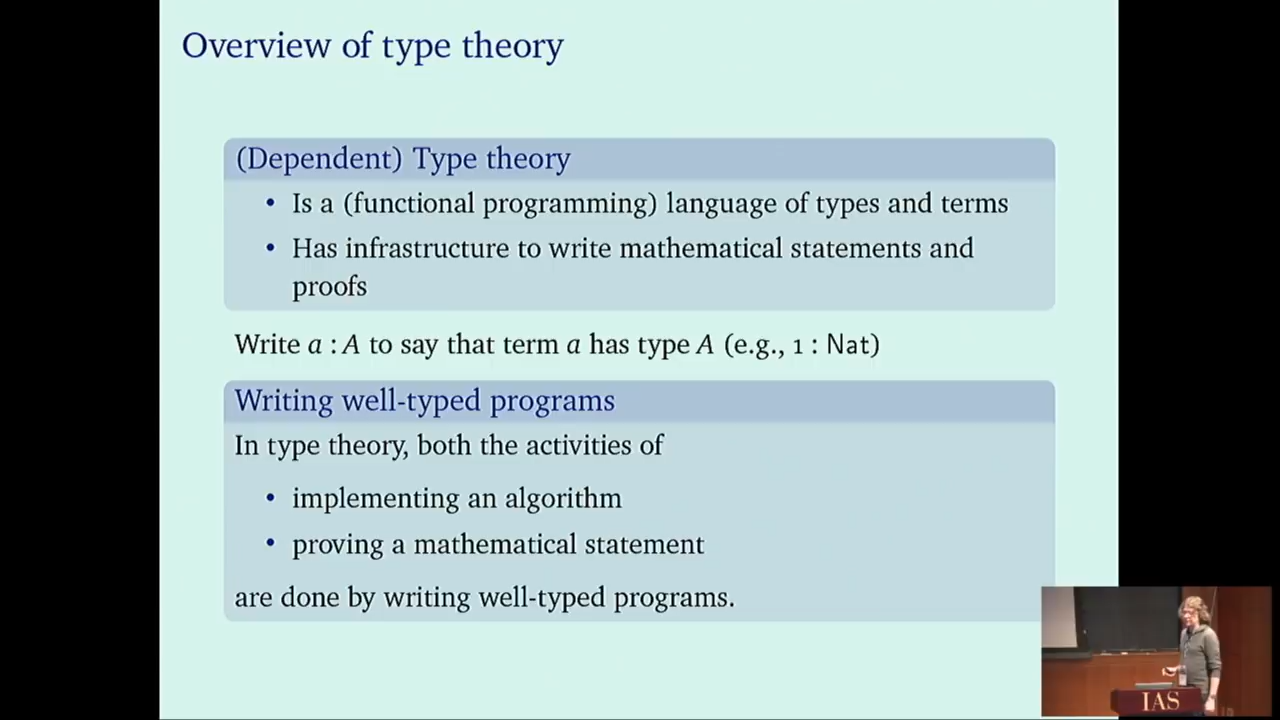 Overview of type theory
(Dependent) Type theory
• Is a (functional programming) language of types and terms
• Has infrastructure to write mathematical statements and
proofs
Write a : A to say that term a has type A (e.g., 1 : Nat)
Writing well-typed programs
In type theory, both the activities of
• implementing an algorithm
• proving a mathematical statement
are done by writing well-typed programs.
IAS